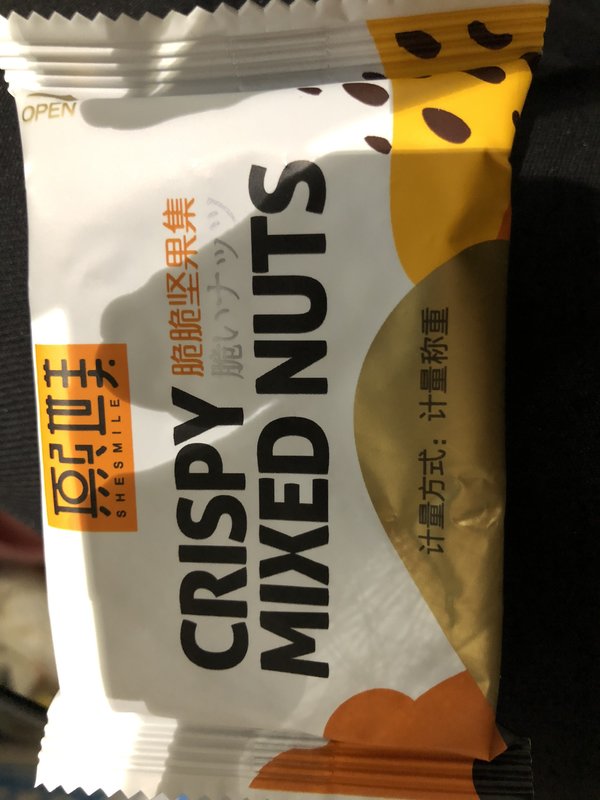 OPEN
熙世美
SHESMILE
脆脆坚果集
脆いナッツ
CRISPY
MIXED NUTS
计量方式：计量称重